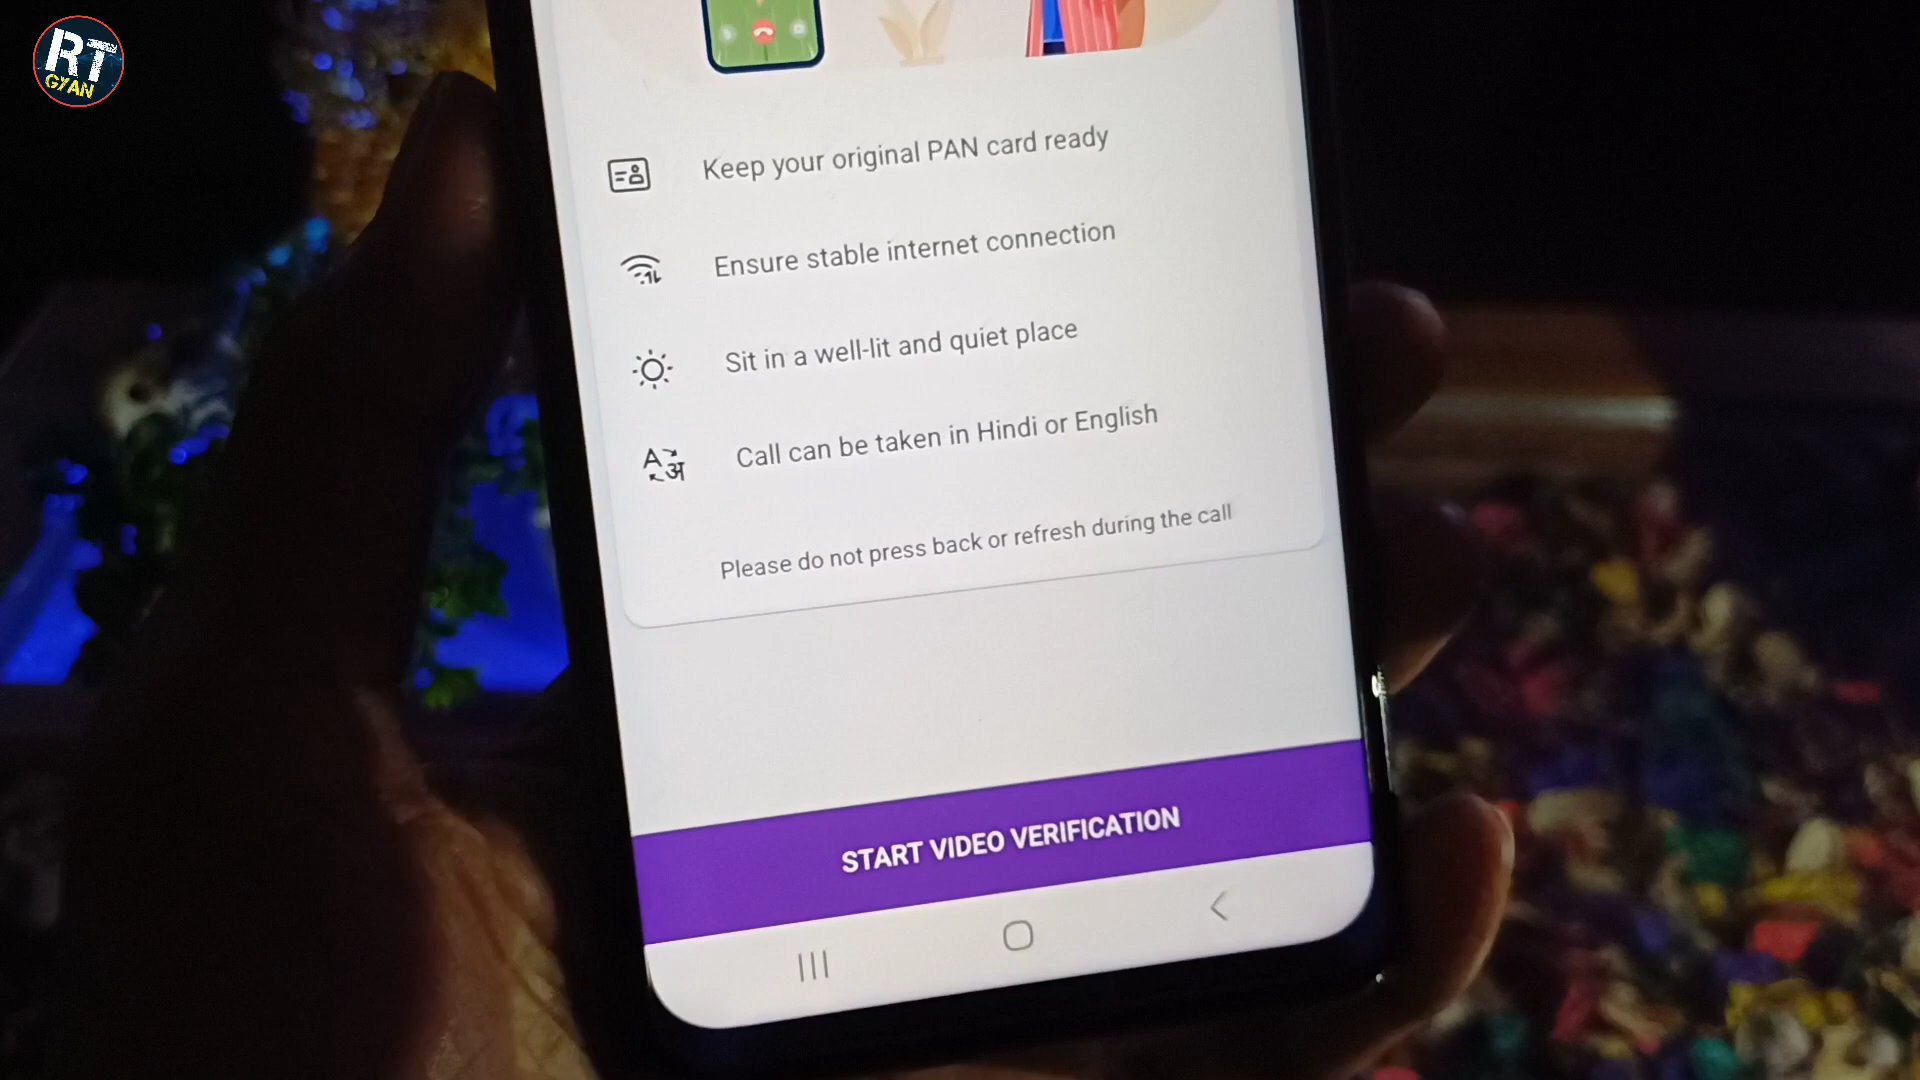 RT
GYAN
Keep your original PAN card ready
Ensure stable internet connection
Sit in a well-lit and quiet place
A अ
Call can be taken in Hindi or English
Please do not press back or refresh during the call
START VIDEO VERIFICATION